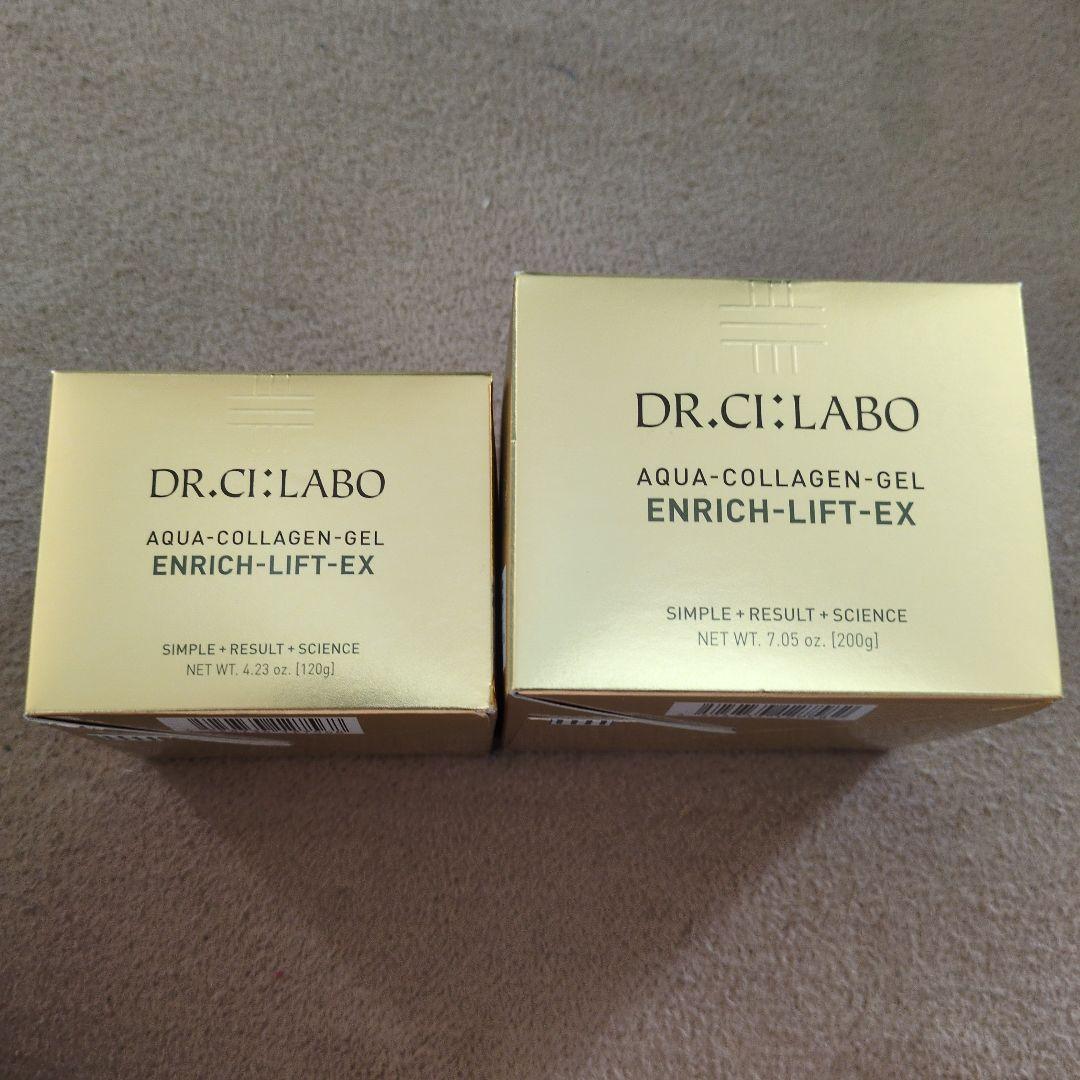 DR.CI:LABO
AQUA-COLLAGEN-GEL
ENRICH-LIFT-EX
SIMPLE+RESULT+SCIENCE
NET WT. 4.23 oz. [120g]
DR.CI:LABO
AQUA-COLLAGEN-GEL
ENRICH-LIFT-EX
SIMPLE+RESULT+SCIENCE
NET WT. 7.05 oz. [200g]